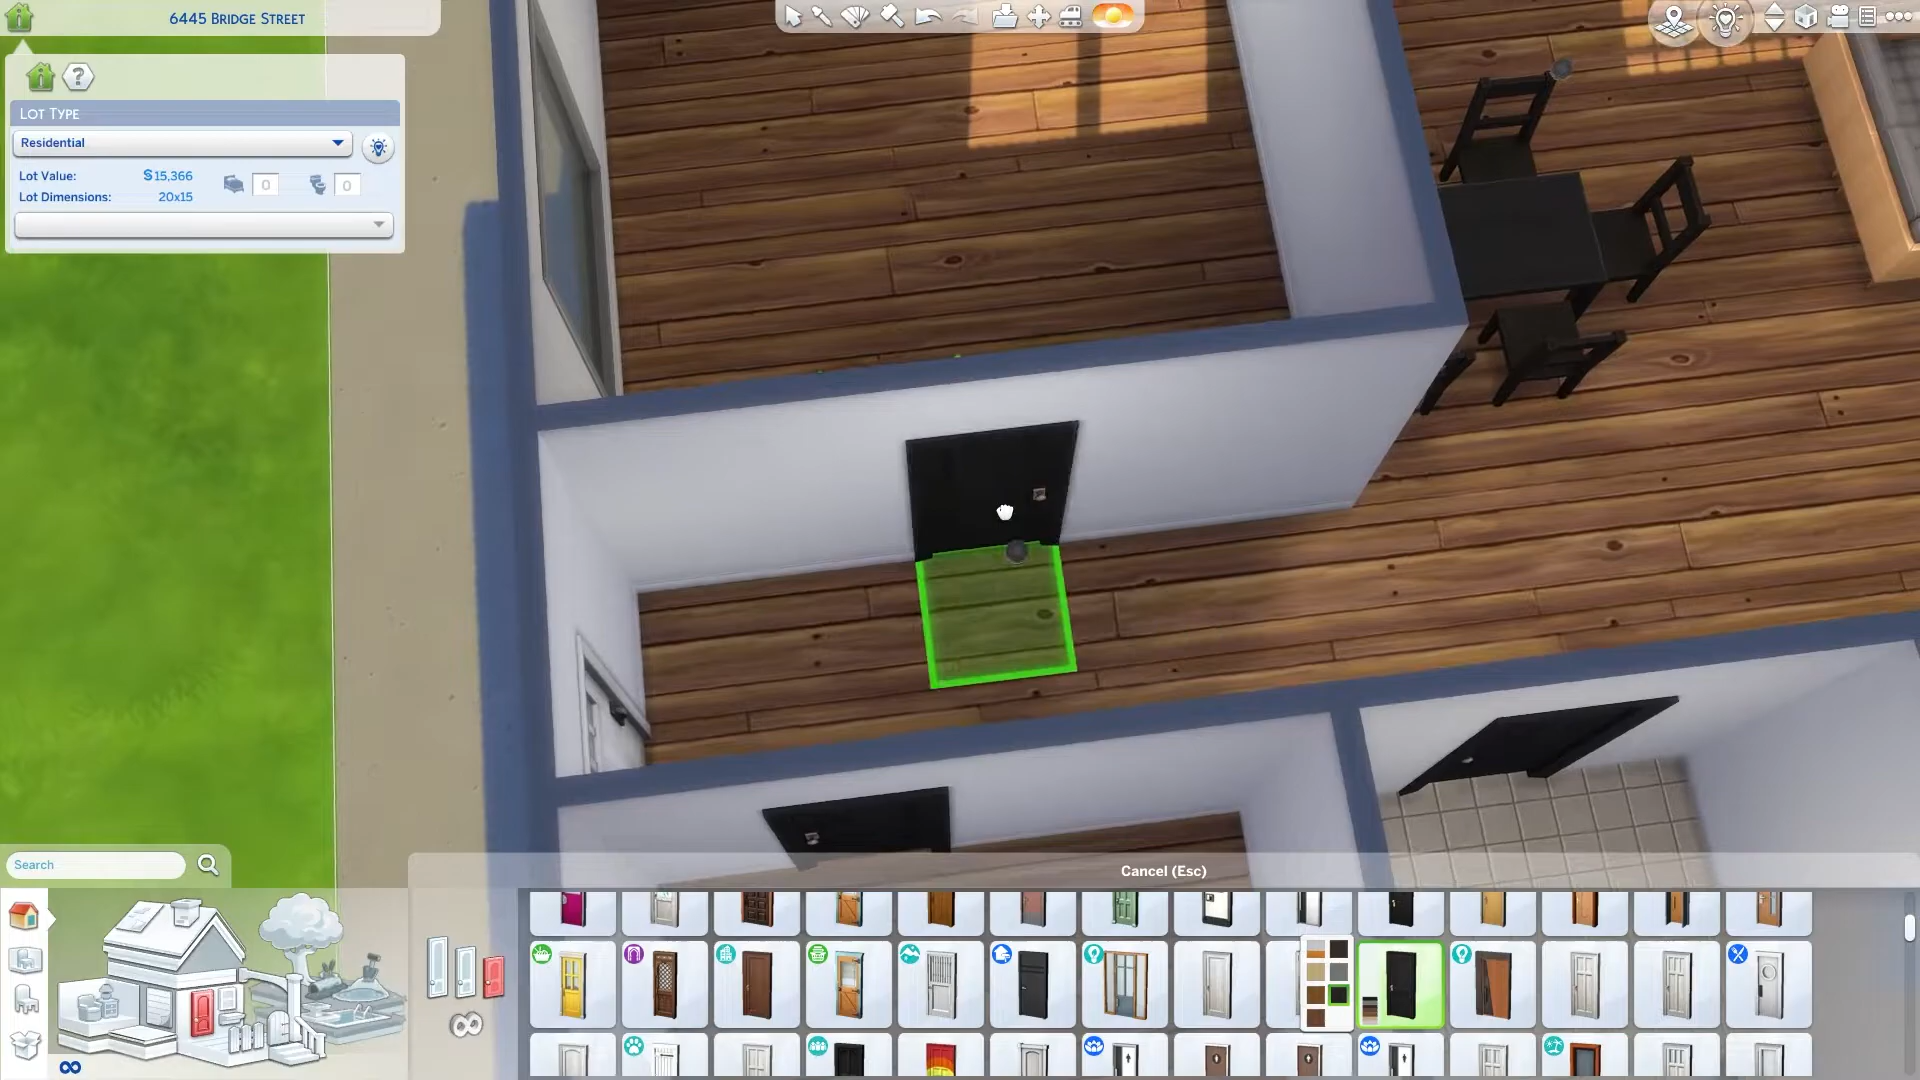 6445 BRIDGE STREET
LOT TYPE
Residential
Lot Value: §15,366
Lot Dimensions: 20x15
0 0
Cancel (Esc)
Search